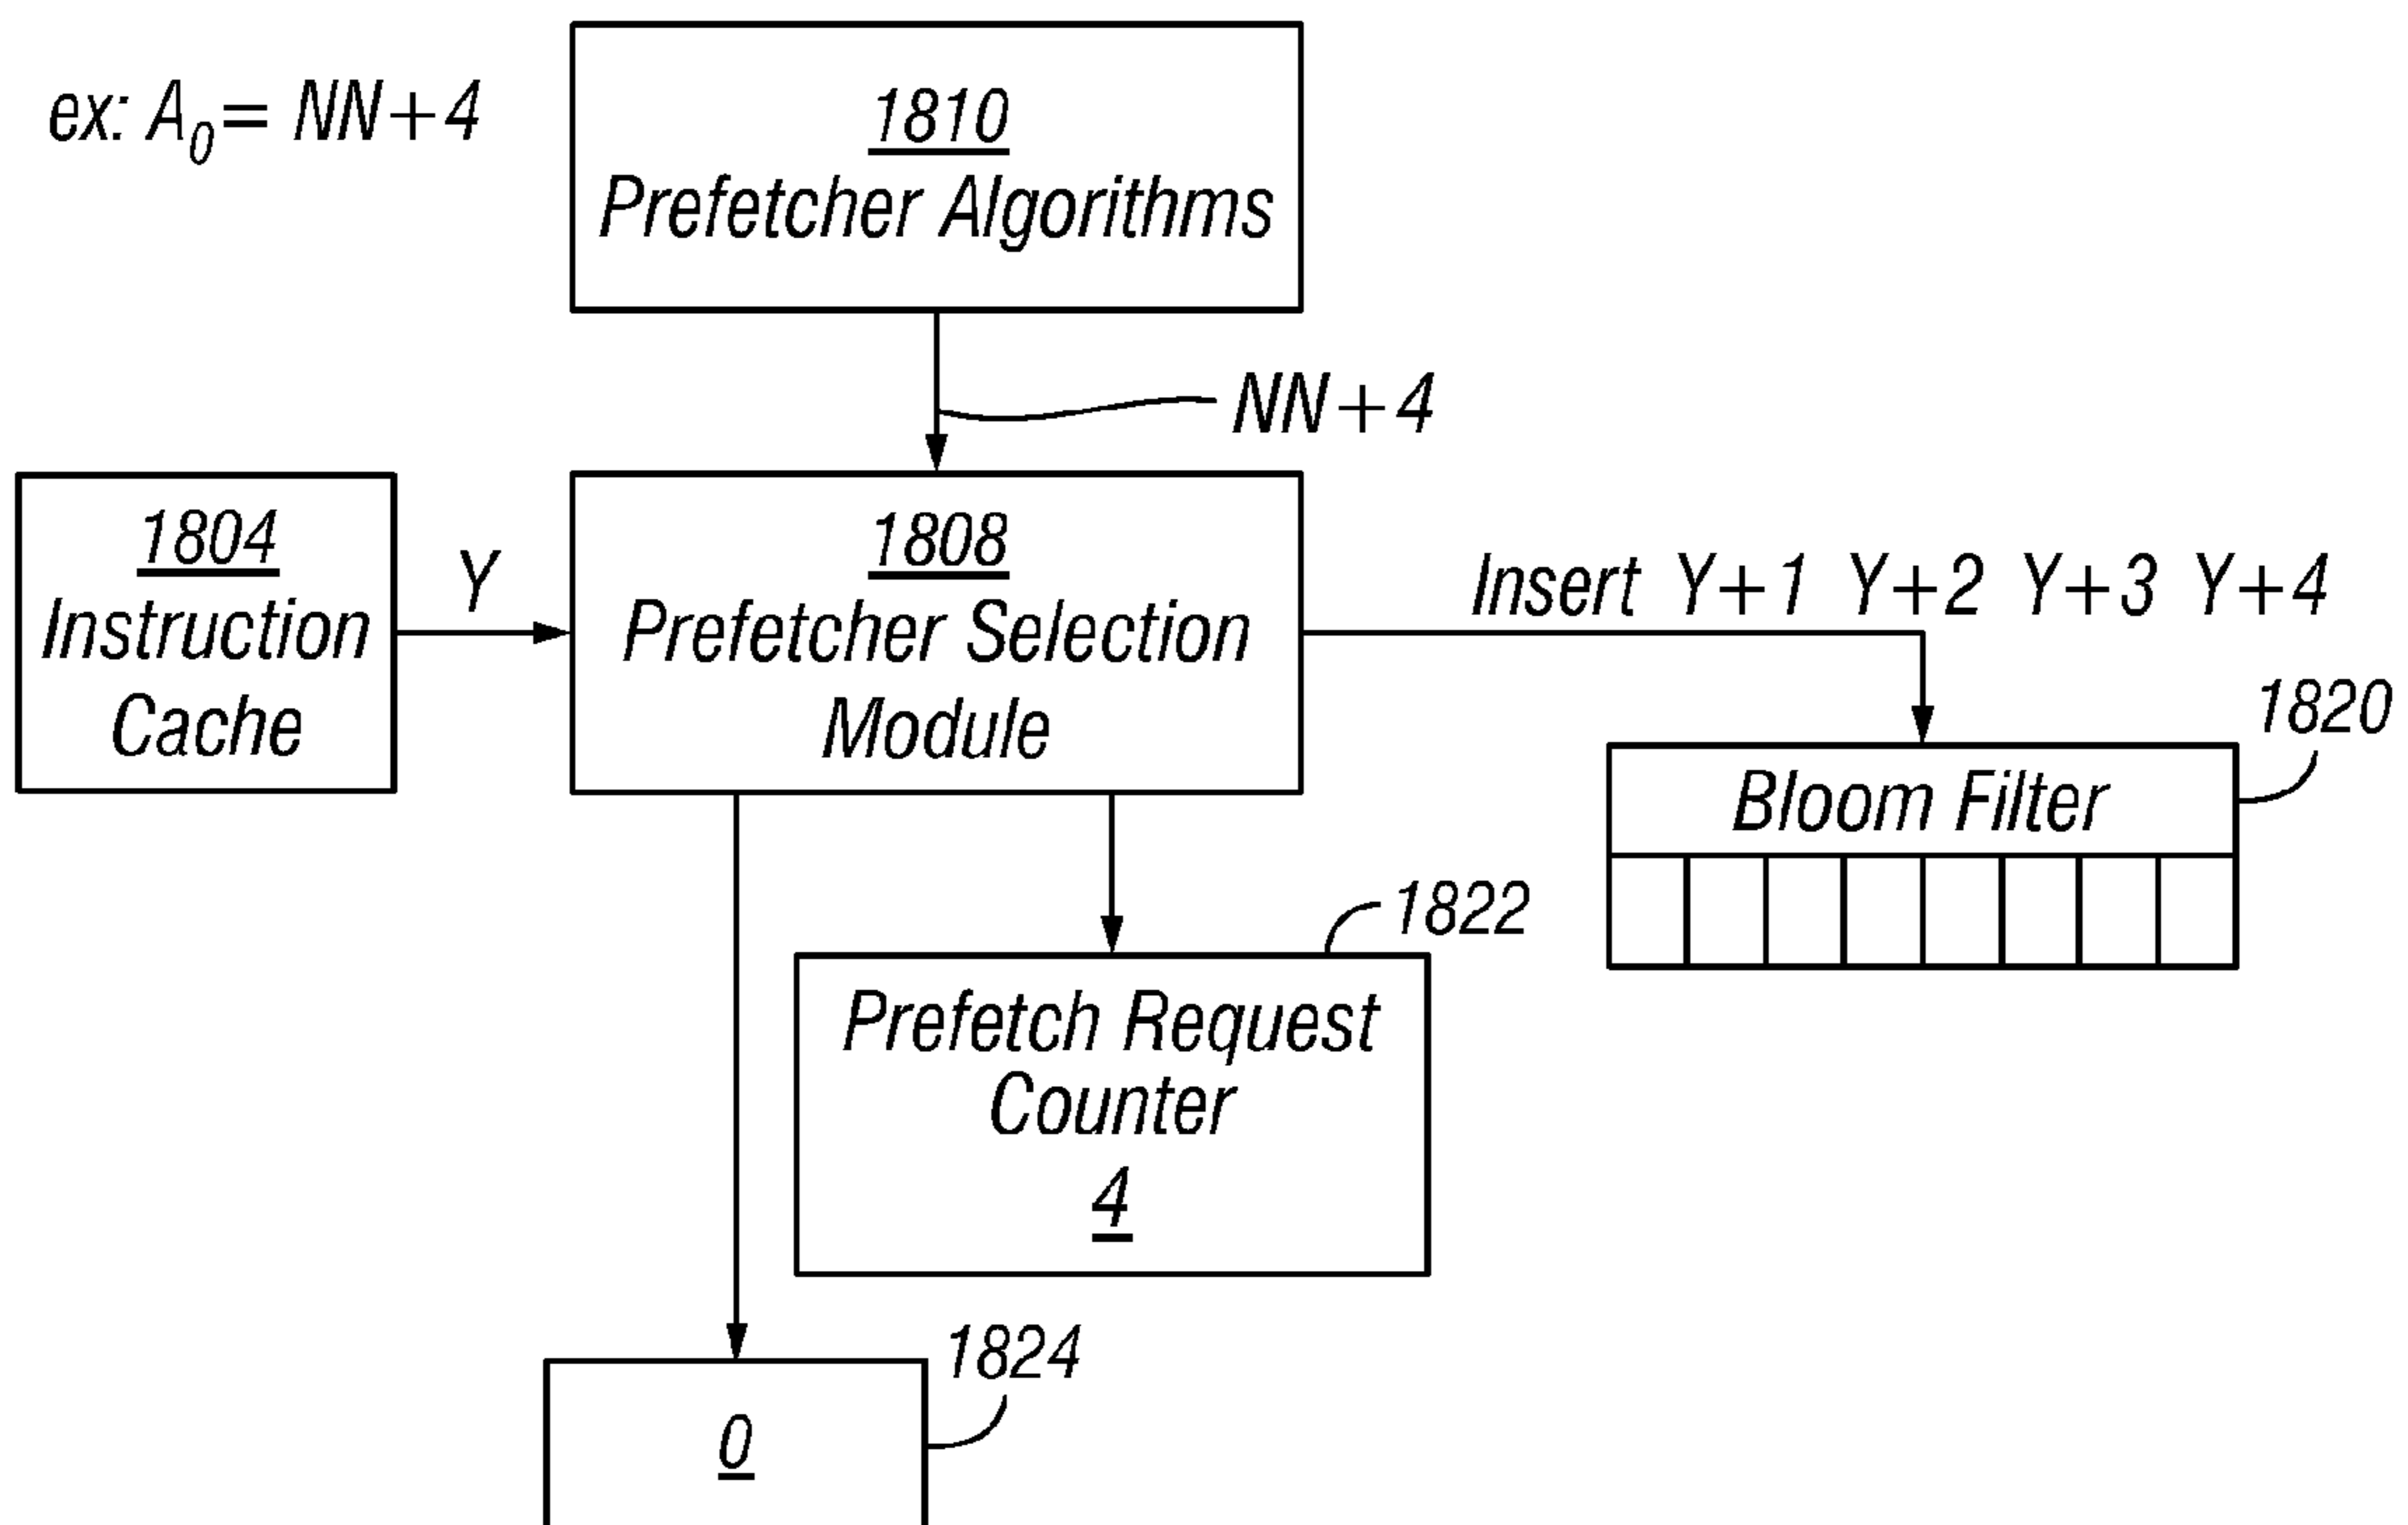 ex: A0= NN+4
1810
Prefetcher Algorithms
NN+4
1804
Instruction
Cache
Y
1808
Prefetcher Selection
Module
Insert Y+1 Y+2 Y+3 Y+4
1820
Bloom Filter
1822
Prefetch Request
Counter
4
1824
0